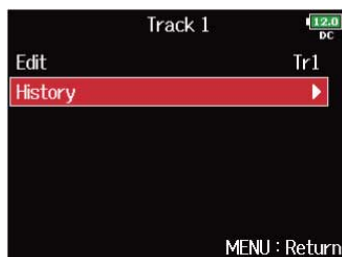 Track 1
12.0
DC
Edit Tr1
History
MENU : Return